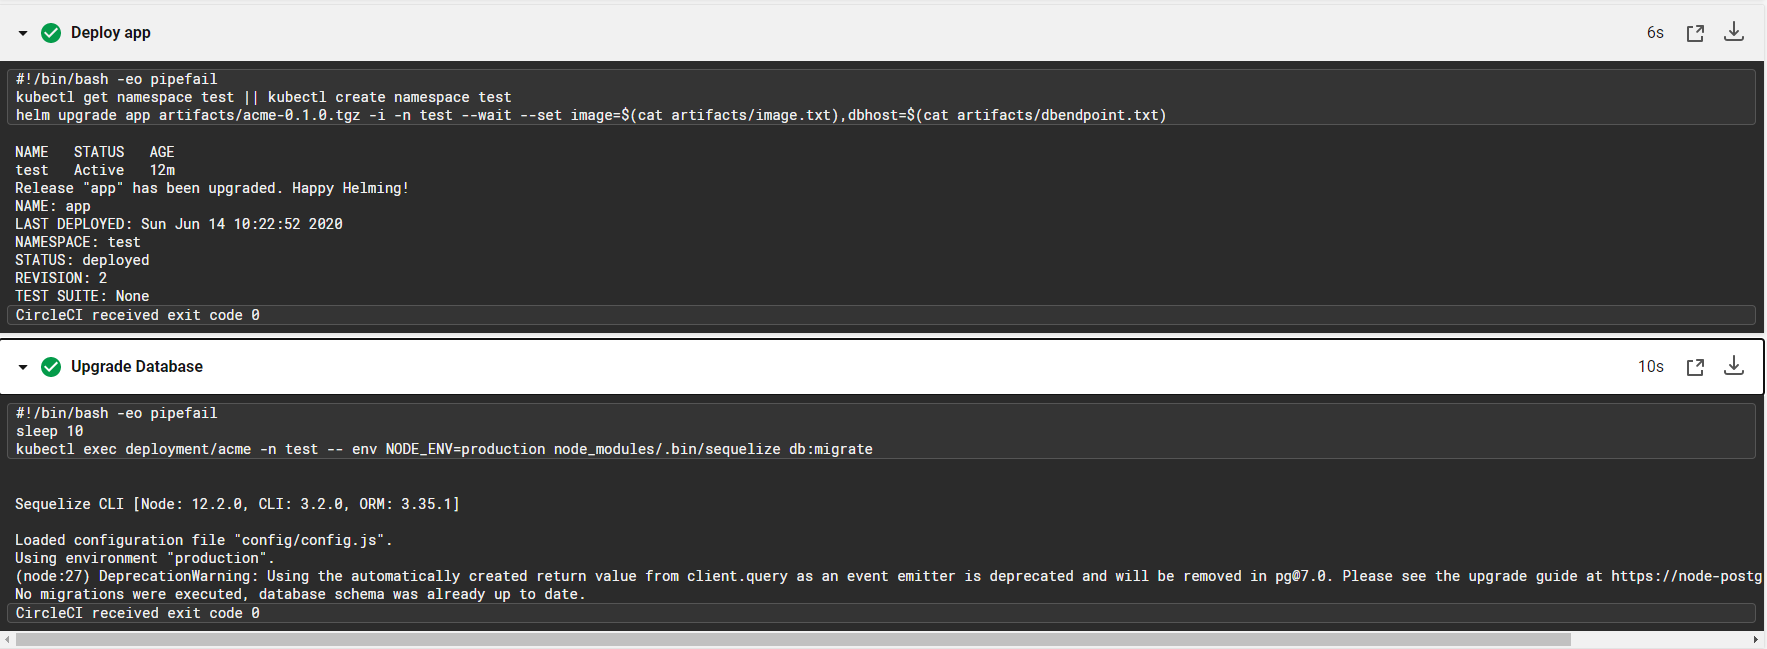 Deploy app 6s
#!/bin/bash -eo pipefail
kubectl get namespace test || kubectl create namespace test
helm upgrade app artifacts/acme-0.1.0.tgz -i -n test --wait --set image=$(cat artifacts/image.txt),dbhost=$(cat artifacts/dbendpoint.txt)
NAME   STATUS   AGE
test   Active   12m
Release "app" has been upgraded. Happy Helming!
NAME: app
LAST DEPLOYED: Sun Jun 14 10:22:52 2020
NAMESPACE: test
STATUS: deployed
REVISION: 2
TEST SUITE: None
CircleCI received exit code 0
Upgrade Database 10s
#!/bin/bash -eo pipefail
sleep 10
kubectl exec deployment/acme -n test -- env NODE_ENV=production node_modules/.bin/sequelize db:migrate
Sequelize CLI [Node: 12.2.0, CLI: 3.2.0, ORM: 3.35.1]
Loaded configuration file "config/config.js".
Using environment "production".
(node:27) DeprecationWarning: Using the automatically created return value from client.query as an event emitter is deprecated and will be removed in pg@7.0. Please see the upgrade guide at https://node-postg
No migrations were executed, database schema was already up to date.
CircleCI received exit code 0